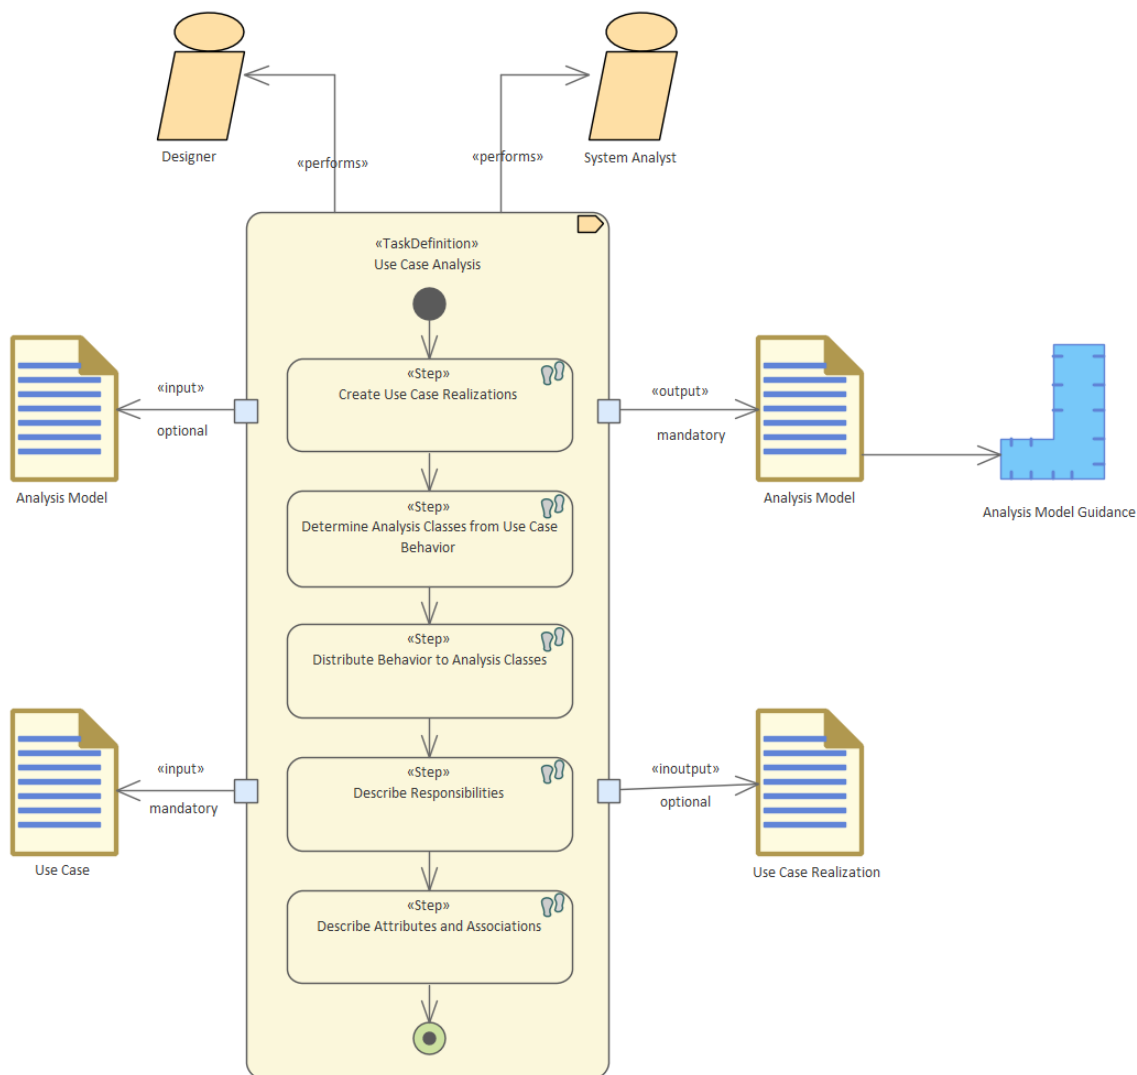 Designer
System Analyst
«performs»
«performs»
«TaskDefinition»
Use Case Analysis
«Step»
Create Use Case Realizations
«input»
optional
Analysis Model
«output»
mandatory
Analysis Model
Analysis Model Guidance
«Step»
Determine Analysis Classes from Use Case
Behavior
«Step»
Distribute Behavior to Analysis Classes
«Step»
Describe Responsibilities
«input»
mandatory
Use Case
«inoutput»
optional
Use Case Realization
«Step»
Describe Attributes and Associations